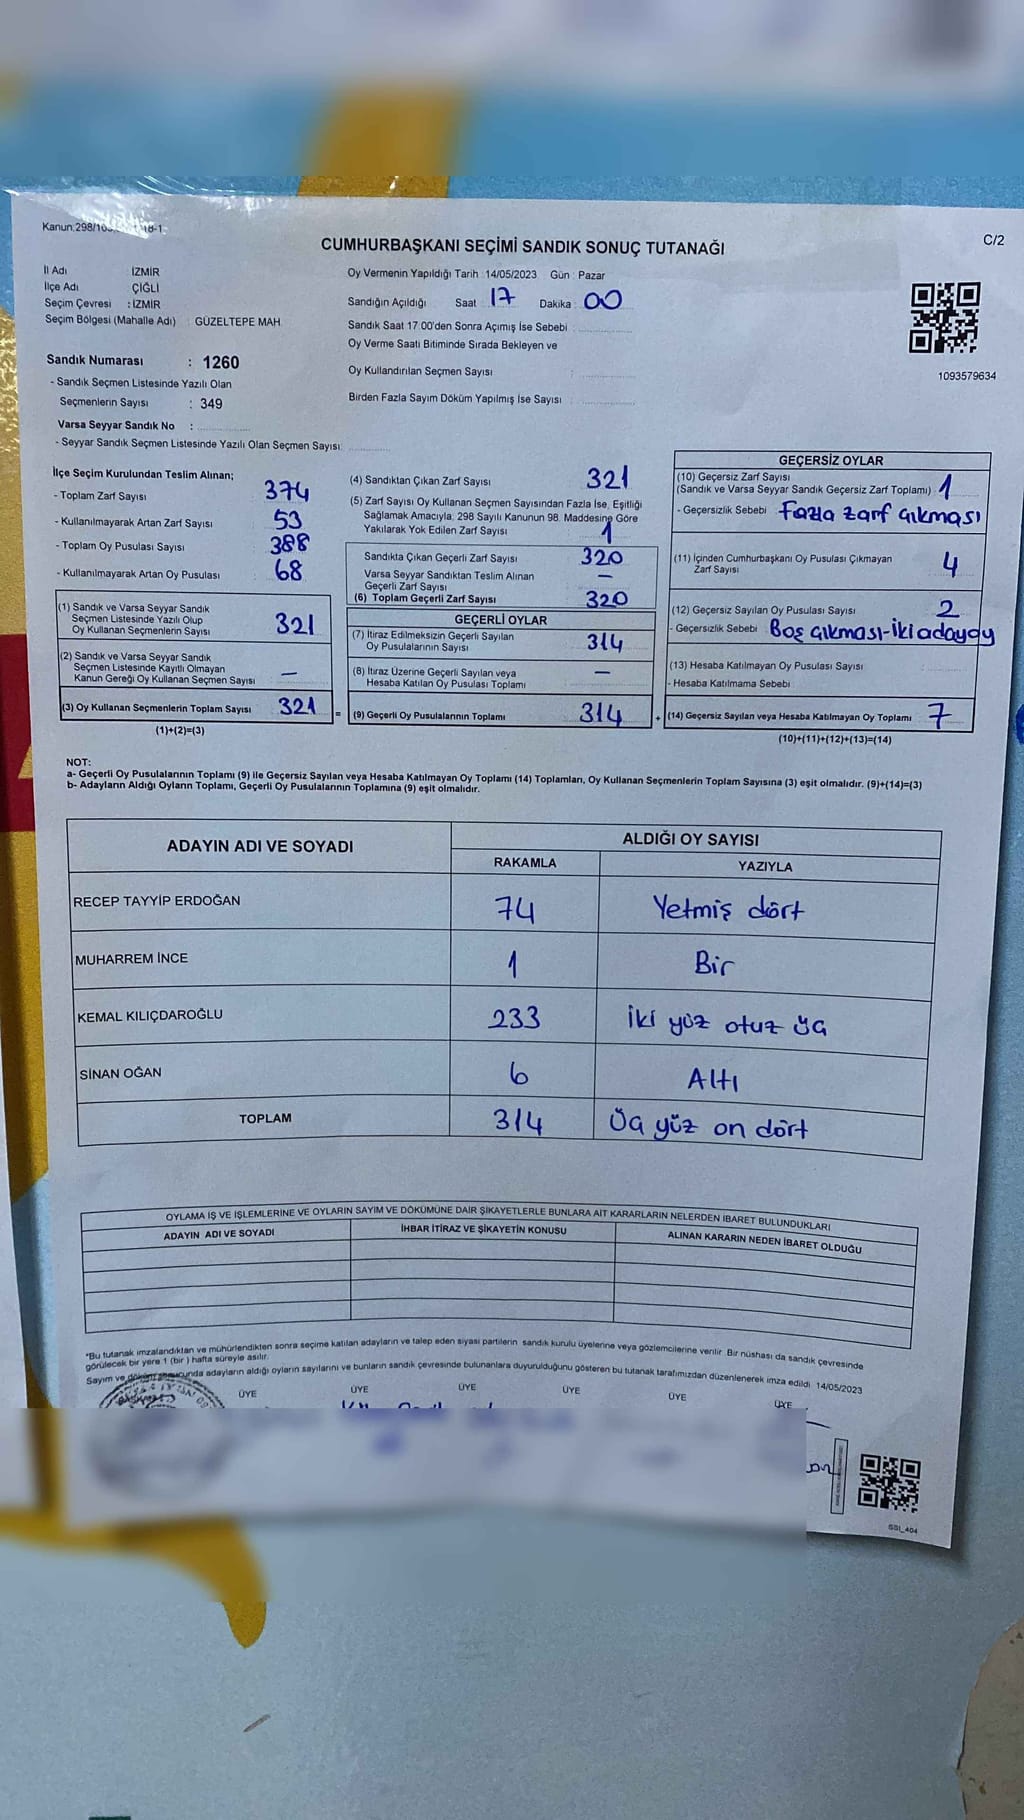 Kanun:298/10
18-1
C/2
CUMHURBAŞKANI SEÇİMİ SANDIK SONUÇ TUTANAĞI
İl Adı İZMİR
İlçe Adı ÇİĞLİ
Seçim Çevresi : İZMİR
Seçim Bölgesi (Mahalle Adı) : GÜZELTEPE MAH.
Sandık Numarası : 1260
- Sandık Seçmen Listesinde Yazılı Olan
Seçmenlerin Sayısı : 349
Varsa Seyyar Sandık No :
- Seyyar Sandık Seçmen Listesinde Yazılı Olan Seçmen Sayısı:
Oy Vermenin Yapıldığı Tarih : 14/05/2023 Gün : Pazar
Sandığın Açıldığı Saat 17 Dakika : 00
Sandık Saat 17:00'den Sonra Açımış İse Sebebi
Oy Verme Saati Bitiminde Sırada Bekleyen ve
Oy Kullandırılan Seçmen Sayısı :
Birden Fazla Sayım Döküm Yapılmış İse Sayısı :
1093579634
İlçe Seçim Kurulundan Teslim Alınan;
- Toplam Zarf Sayısı 374
- Kullanılmayarak Artan Zarf Sayısı 53
- Toplam Oy Pusulası Sayısı 388
- Kullanılmayarak Artan Oy Pusulası 68
(1) Sandık ve Varsa Seyyar Sandık
Seçmen Listesinde Yazılı Olup
Oy Kullanan Seçmenlerin Sayısı 321
(2) Sandık ve Varsa Seyyar Sandık
Seçmen Listesinde Kayıtlı Olmayan
Kanun Gereği Oy Kullanan Seçmen Sayısı —
(3) Oy Kullanan Seçmenlerin Toplam Sayısı 321 =
(1)+(2)=(3)
(4) Sandıktan Çıkan Zarf Sayısı 321
(5) Zarf Sayısı Oy Kullanan Seçmen Sayısından Fazla İse, Eşitliği
Sağlamak Amacıyla; 298 Sayılı Kanunun 98. Maddesine Göre
Yakılarak Yok Edilen Zarf Sayısı 1
Sandıkta Çıkan Geçerli Zarf Sayısı 320
Varsa Seyyar Sandıktan Teslim Alınan
Geçerli Zarf Sayısı —
(6) Toplam Geçerli Zarf Sayısı 320
GEÇERLİ OYLAR
(7) İtiraz Edilmeksizin Geçerli Sayılan
Oy Pusulalarının Sayısı 314
(8) İtiraz Üzerine Geçerli Sayılan veya
Hesaba Katılan Oy Pusulası Toplamı —
(9) Geçerli Oy Pusulalarının Toplamı 314 +
GEÇERSİZ OYLAR
(10) Geçersiz Zarf Sayısı
(Sandık ve Varsa Seyyar Sandık Geçersiz Zarf Toplamı) 1
- Geçersizlik Sebebi Fazla zarf çıkması
(11) İçinden Cumhurbaşkanı Oy Pusulası Çıkmayan
Zarf Sayısı 4
(12) Geçersiz Sayılan Oy Pusulası Sayısı 2
- Geçersizlik Sebebi Boş çıkması-İki adaya oy
(13) Hesaba Katılmayan Oy Pusulası Sayısı
- Hesaba Katılmama Sebebi
(14) Geçersiz Sayılan veya Hesaba Katılmayan Oy Toplamı 7
(10)+(11)+(12)+(13)=(14)
NOT:
a- Geçerli Oy Pusulalarının Toplamı (9) ile Geçersiz Sayılan veya Hesaba Katılmayan Oy Toplamı (14) Toplamları, Oy Kullanan Seçmenlerin Toplam Sayısına (3) eşit olmalıdır. (9)+(14)=(3)
b- Adayların Aldığı Oyların Toplamı, Geçerli Oy Pusulalarının Toplamına (9) eşit olmalıdır.
ADAYIN ADI VE SOYADI ALDIĞI OY SAYISI
RAKAMLA YAZIYLA
RECEP TAYYİP ERDOĞAN 74 Yetmiş dört
MUHARREM İNCE 1 Bir
KEMAL KILIÇDAROĞLU 233 İki yüz otuz üç
SİNAN OĞAN 6 Altı
TOPLAM 314 Üç yüz on dört
OYLAMA İŞ VE İŞLEMLERİNE VE OYLARIN SAYIM VE DÖKÜMÜNE DAİR ŞİKAYETLERLE BUNLARA AİT KARARLARIN NELERDEN İBARET BULUNDUKLARI
ADAYIN ADI VE SOYADI İHBAR İTİRAZ VE ŞİKAYETİN KONUSU ALINAN KARARIN NEDEN İBARET OLDUĞU
*Bu tutanak imzalandıktan ve mühürlendikten sonra seçime katılan adayların ve talep eden siyasi partilerin sandık kurulu üyelerine veya gözlemcilerine verilir. Bir nüshası da sandık çevresinde
görülecek bir yere 1 (bir ) hafta süreyle asılır.
Sayım ve döküm sonucunda adayların aldığı oyların sayılarını ve bunların sandık çevresinde bulunanlara duyurulduğunu gösteren bu tutanak tarafımızdan düzenlenerek imza edildi. 14/05/2023
ÜYE ÜYE ÜYE ÜYE ÜYE ÜYE
SSI_404